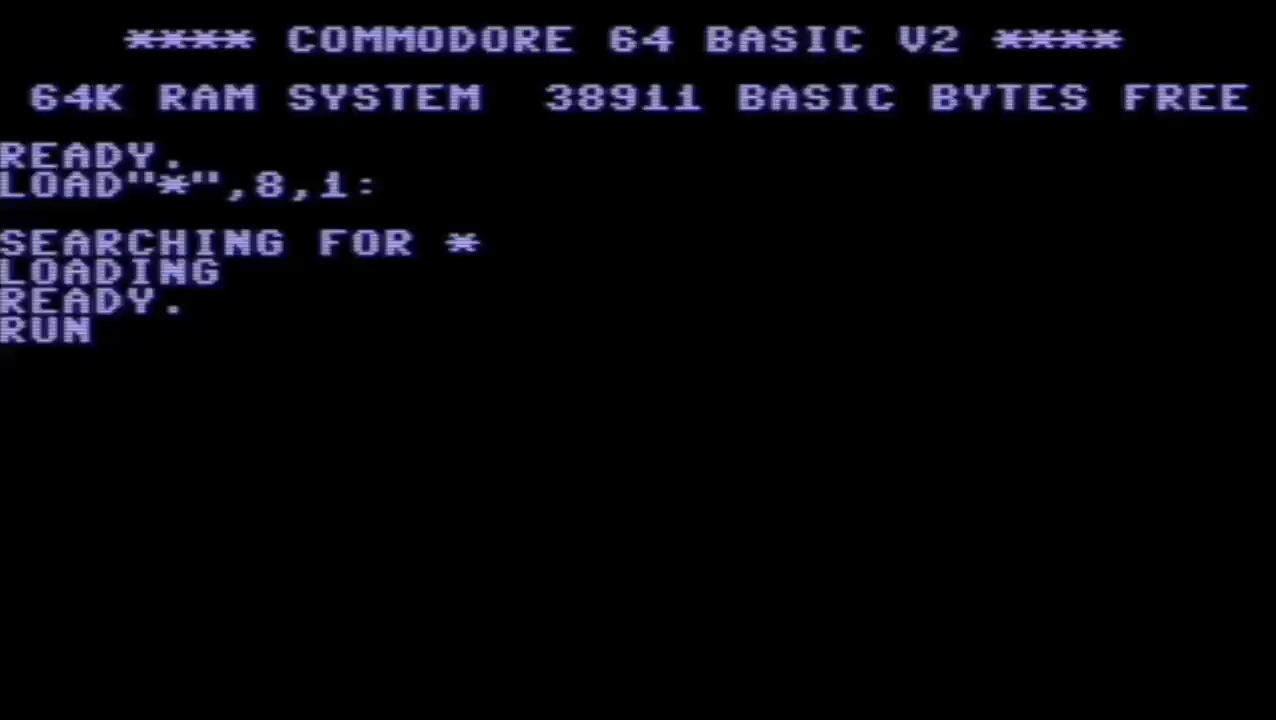 **** COMMODORE 64 BASIC V2 ****
64K RAM SYSTEM  38911 BASIC BYTES FREE
READY.
LOAD"*",8,1:
SEARCHING FOR *
LOADING
READY.
RUN